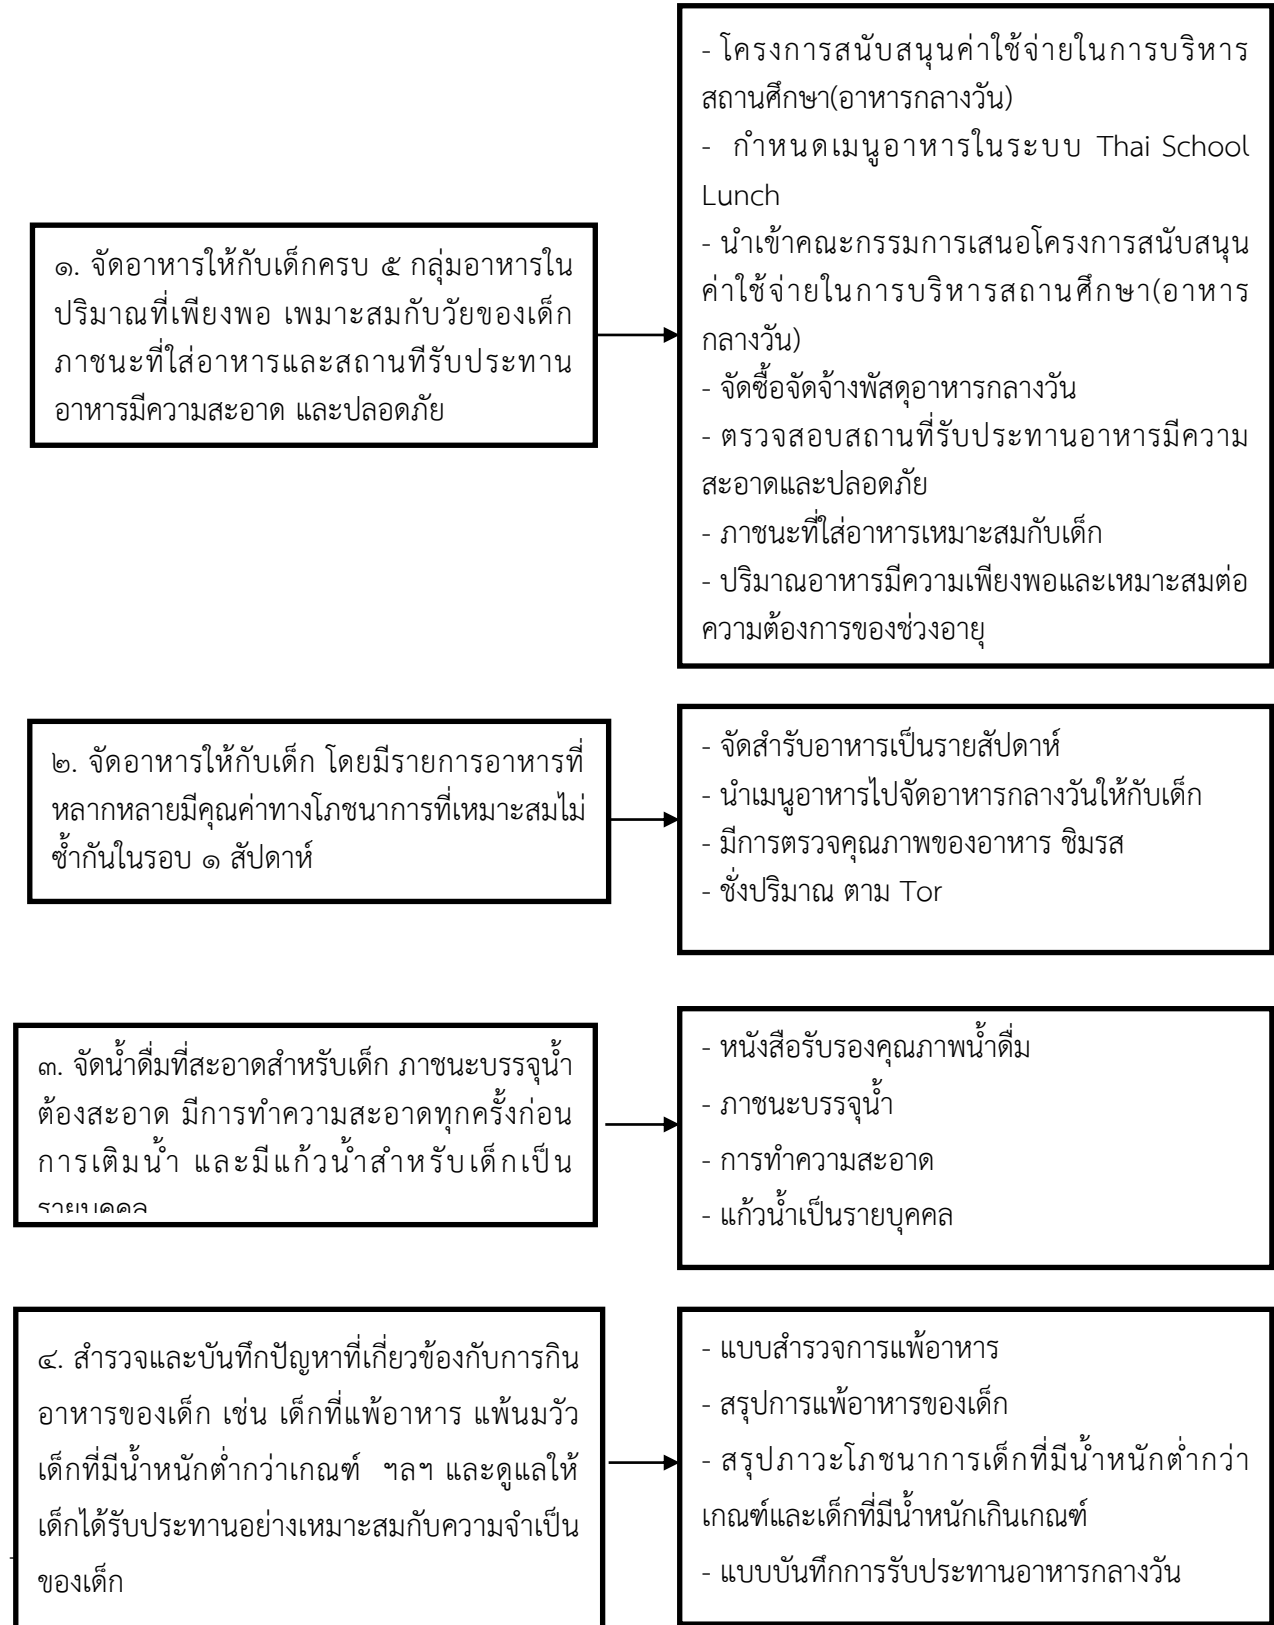 ๑. จัดอาหารให้กับเด็กครบ ๕ กลุ่มอาหารใน
ปริมาณที่เพียงพอ เพมาะสมกับวัยของเด็ก
ภาชนะที่ใส่อาหารและสถานทีรับประทาน
อาหารมีความสะอาด และปลอดภัย
- โครงการสนับสนุนค่าใช้จ่ายในการบริหาร
สถานศึกษา(อาหารกลางวัน)
- กำหนดเมนูอาหารในระบบ Thai School
Lunch
- นำเข้าคณะกรรมการเสนอโครงการสนับสนุน
ค่าใช้จ่ายในการบริหารสถานศึกษา(อาหาร
กลางวัน)
- จัดซื้อจัดจ้างพัสดุอาหารกลางวัน
- ตรวจสอบสถานที่รับประทานอาหารมีความ
สะอาดและปลอดภัย
- ภาชนะที่ใส่อาหารเหมาะสมกับเด็ก
- ปริมาณอาหารมีความเพียงพอและเหมาะสมต่อ
ความต้องการของช่วงอายุ
๒. จัดอาหารให้กับเด็ก โดยมีรายการอาหารที่
หลากหลายมีคุณค่าทางโภชนาการที่เหมาะสมไม่
ซ้ำกันในรอบ ๑ สัปดาห์
- จัดสำรับอาหารเป็นรายสัปดาห์
- นำเมนูอาหารไปจัดอาหารกลางวันให้กับเด็ก
- มีการตรวจคุณภาพของอาหาร ชิมรส
- ชั่งปริมาณ ตาม Tor
๓. จัดน้ำดื่มที่สะอาดสำหรับเด็ก ภาชนะบรรจุน้ำ
ต้องสะอาด มีการทำความสะอาดทุกครั้งก่อน
การเติมน้ำ และมีแก้วน้ำสำหรับเด็กเป็น
รายบุคคล
- หนังสือรับรองคุณภาพน้ำดื่ม
- ภาชนะบรรจุน้ำ
- การทำความสะอาด
- แก้วน้ำเป็นรายบุคคล
๔. สำรวจและบันทึกปัญหาที่เกี่ยวข้องกับการกิน
อาหารของเด็ก เช่น เด็กที่แพ้อาหาร แพ้นมวัว
เด็กที่มีน้ำหนักต่ำกว่าเกณฑ์ ฯลฯ และดูแลให้
เด็กได้รับประทานอย่างเหมาะสมกับความจำเป็น
ของเด็ก
- แบบสำรวจการแพ้อาหาร
- สรุปการแพ้อาหารของเด็ก
- สรุปภาวะโภชนาการเด็กที่มีน้ำหนักต่ำกว่า
เกณฑ์และเด็กที่มีน้ำหนักเกินเกณฑ์
- แบบบันทึกการรับประทานอาหารกลางวัน